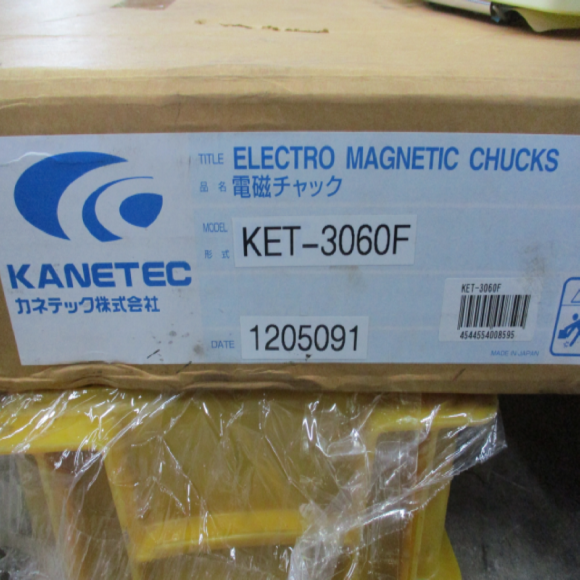 TITLE ELECTRO MAGNETIC CHUCKS
品名 電磁チャック
MODEL
形式 KET-3060F
KANETEC
カネテック株式会社
DATE 1205091
KET-3060F
4544554008595
MADE IN JAPAN